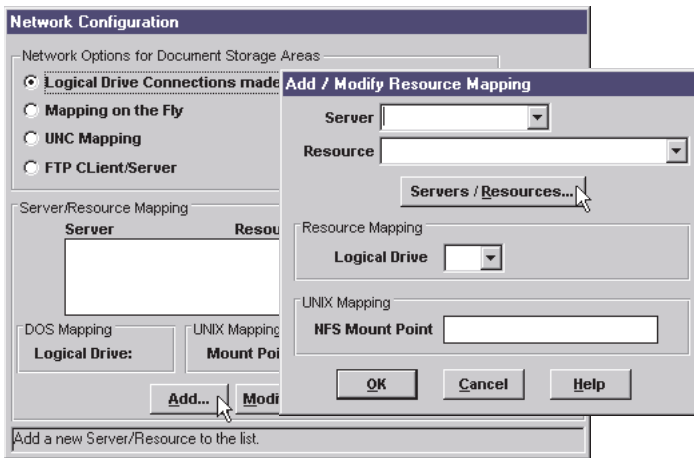 Network Configuration
Network Options for Document Storage Areas
Logical Drive Connections made
Mapping on the Fly
UNC Mapping
FTP CLient/Server
Server/Resource Mapping
Server Resou
DOS Mapping
Logical Drive:
UNIX Mapping
Mount Poi
Add... Modi
Add a new Server/Resource to the list.
Add / Modify Resource Mapping
Server
Resource
Servers / Resources...
Resource Mapping
Logical Drive
UNIX Mapping
NFS Mount Point
OK Cancel Help